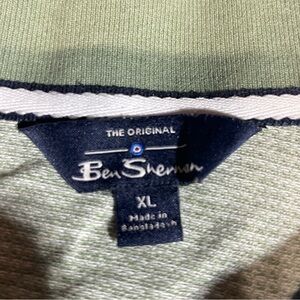 THE ORIGINAL
Ben Sherman
XL
Made in
Bangladesh